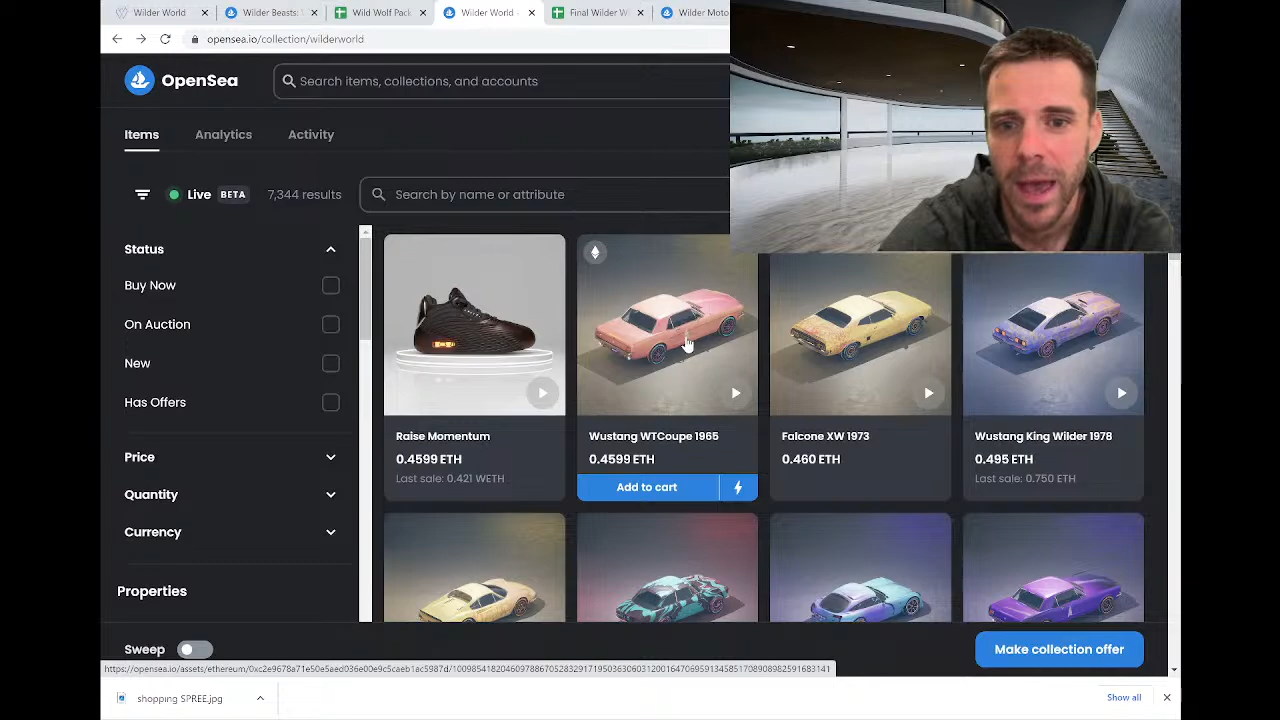 Wilder World
Wilder Beasts:
Wild Wolf Pack
Wilder World -
Final Wilder W
Wilder Moto
opensea.io/collection/wilderworld
OpenSea
Search items, collections, and accounts
Items
Analytics
Activity
Live
BETA
7,344 results
Search by name or attribute
Status
Buy Now
On Auction
New
Has Offers
Price
Quantity
Currency
Properties
Raise Momentum
0.4599 ETH
Last sale: 0.421 WETH
Wustang WTCoupe 1965
0.4599 ETH
Add to cart
Falcone XW 1973
0.460 ETH
Wustang King Wilder 1978
0.495 ETH
Last sale: 0.750 ETH
Sweep
Make collection offer
shopping SPREE.jpg
Show all